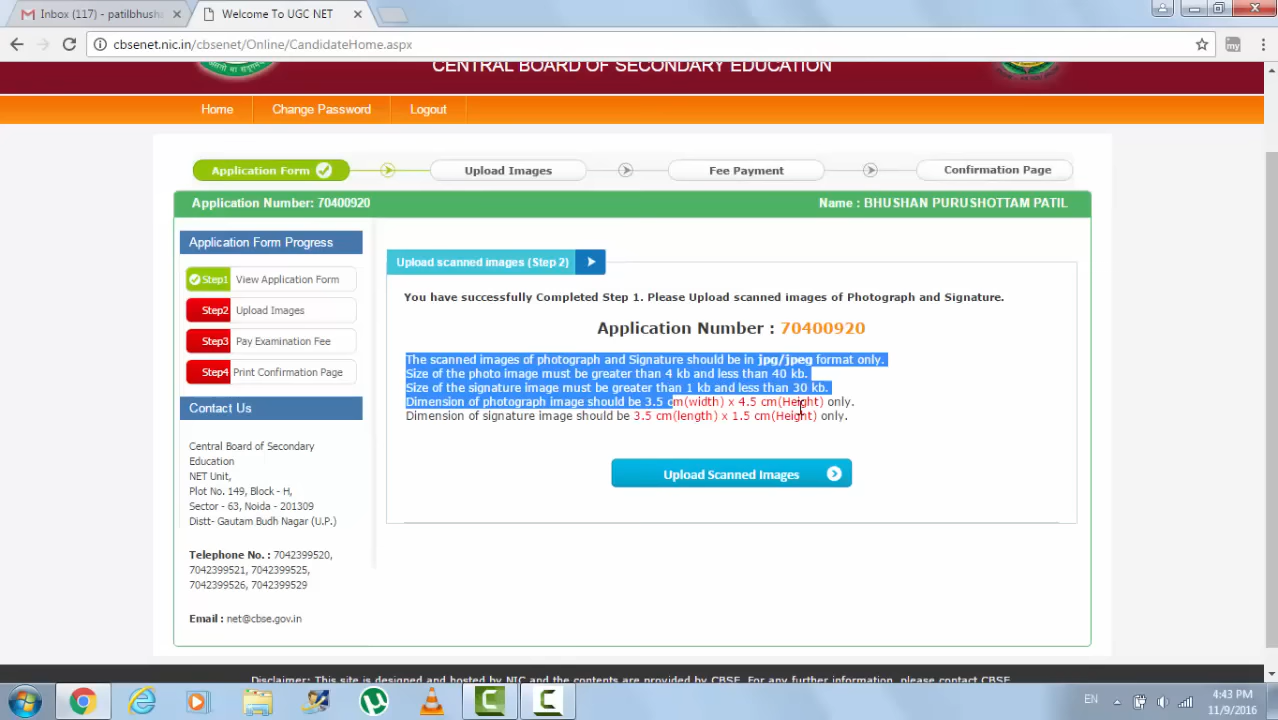 Inbox (117) - patilbhush
Welcome To UGC NET
cbsenet.nic.in/cbsenet/Online/CandidateHome.aspx
my
CENTRAL BOARD OF SECONDARY EDUCATION
Home
Change Password
Logout
Application Form
Upload Images
Fee Payment
Confirmation Page
Application Number: 70400920
Name : BHUSHAN PURUSHOTTAM PATIL
Application Form Progress
Step1 View Application Form
Step2 Upload Images
Step3 Pay Examination Fee
Step4 Print Confirmation Page
Contact Us
Central Board of Secondary
Education
NET Unit,
Plot No. 149, Block - H,
Sector - 63, Noida - 201309
Distt- Gautam Budh Nagar (U.P.)
Telephone No. : 7042399520,
7042399521, 7042399525,
7042399526, 7042399529
Email : net@cbse.gov.in
Upload scanned images (Step 2)
You have successfully Completed Step 1. Please Upload scanned images of Photograph and Signature.
Application Number : 70400920
The scanned images of photograph and Signature should be in jpg/jpeg format only.
Size of the photo image must be greater than 4 kb and less than 40 kb.
Size of the signature image must be greater than 1 kb and less than 30 kb.
Dimension of photograph image should be 3.5 cm(width) x 4.5 cm(Height) only.
Dimension of signature image should be 3.5 cm(length) x 1.5 cm(Height) only.
Upload Scanned Images
Disclaimer: This site is designed and hosted by NIC and the contents are provided by CBSE. For any further information, please contact CBSE.
EN
4:43 PM
11/9/2016